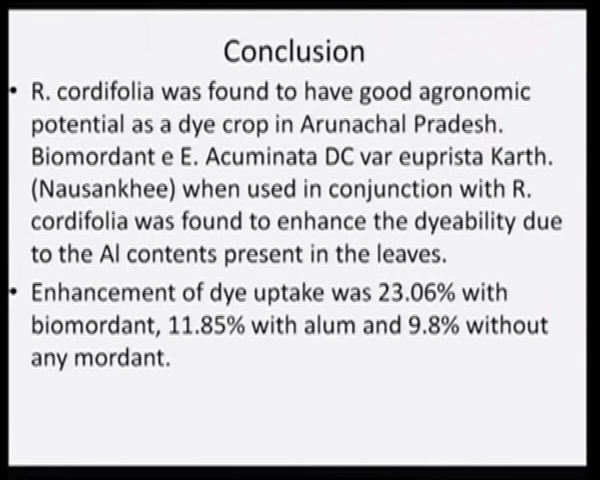 Conclusion
• R. cordifolia was found to have good agronomic
potential as a dye crop in Arunachal Pradesh.
Biomordant e E. Acuminata DC var euprista Karth.
(Nausankhee) when used in conjunction with R.
cordifolia was found to enhance the dyeability due
to the Al contents present in the leaves.
• Enhancement of dye uptake was 23.06% with
biomordant, 11.85% with alum and 9.8% without
any mordant.